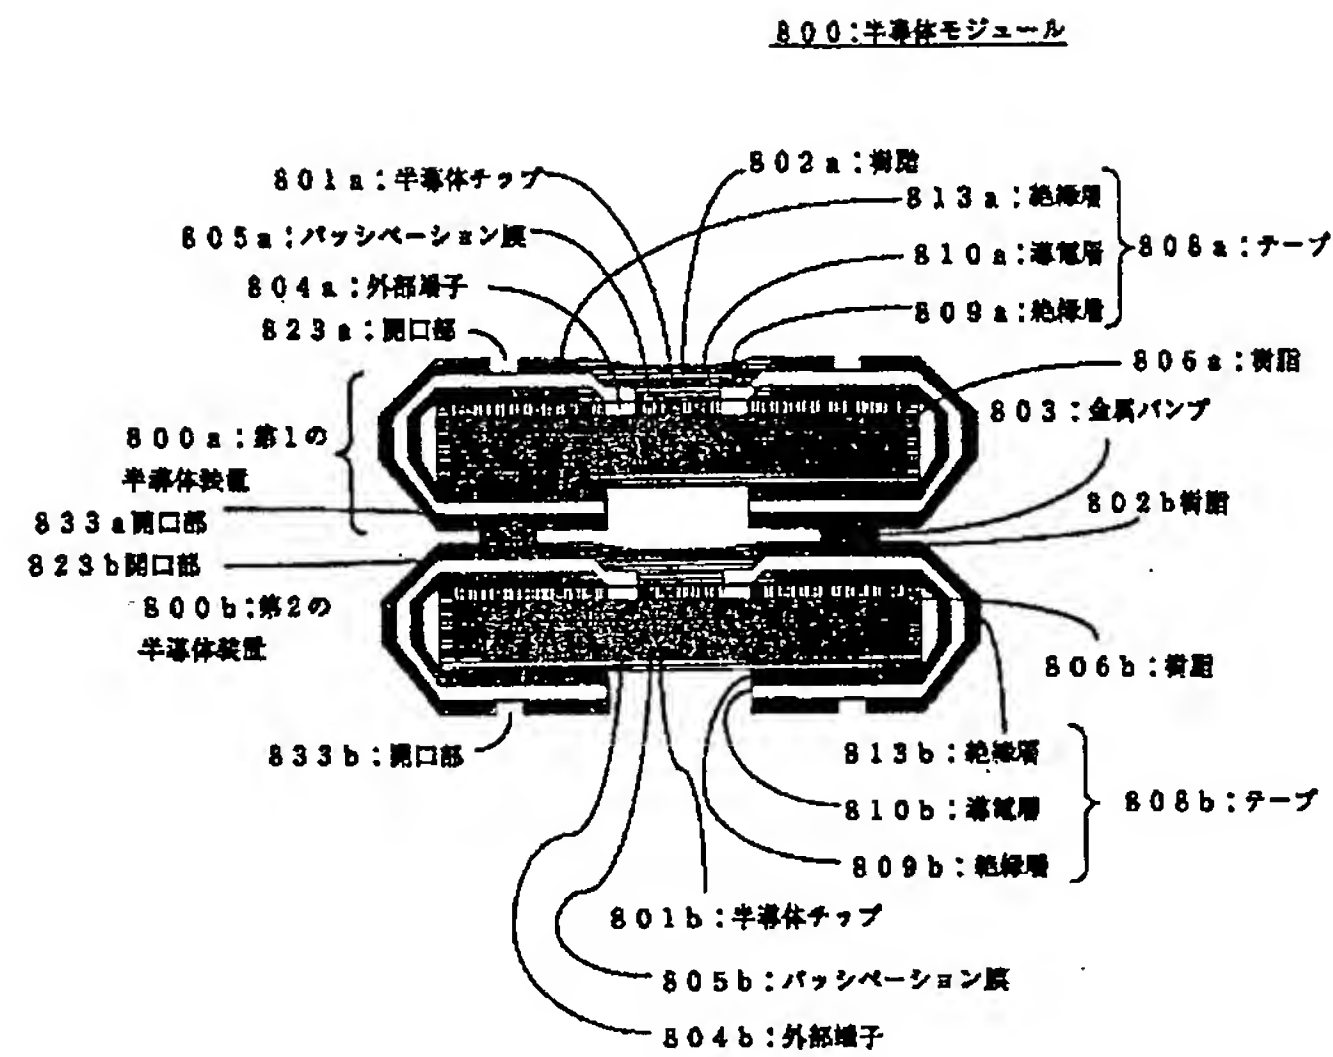 800:半導体モジュール
801a:半導体チップ
802a:樹脂
813a:絶縁層
805a:パッシベーション膜
810a:導電層
808a:テープ
804a:外部端子
809a:絶縁層
823a:開口部
806a:樹脂
803:金属バンプ
800a:第1の
半導体装置
802b樹脂
833a開口部
823b開口部
800b:第2の
半導体装置
806b:樹脂
833b:開口部
813b:絶縁層
810b:導電層
808b:テープ
809b:絶縁層
801b:半導体チップ
805b:パッシベーション膜
804b:外部端子